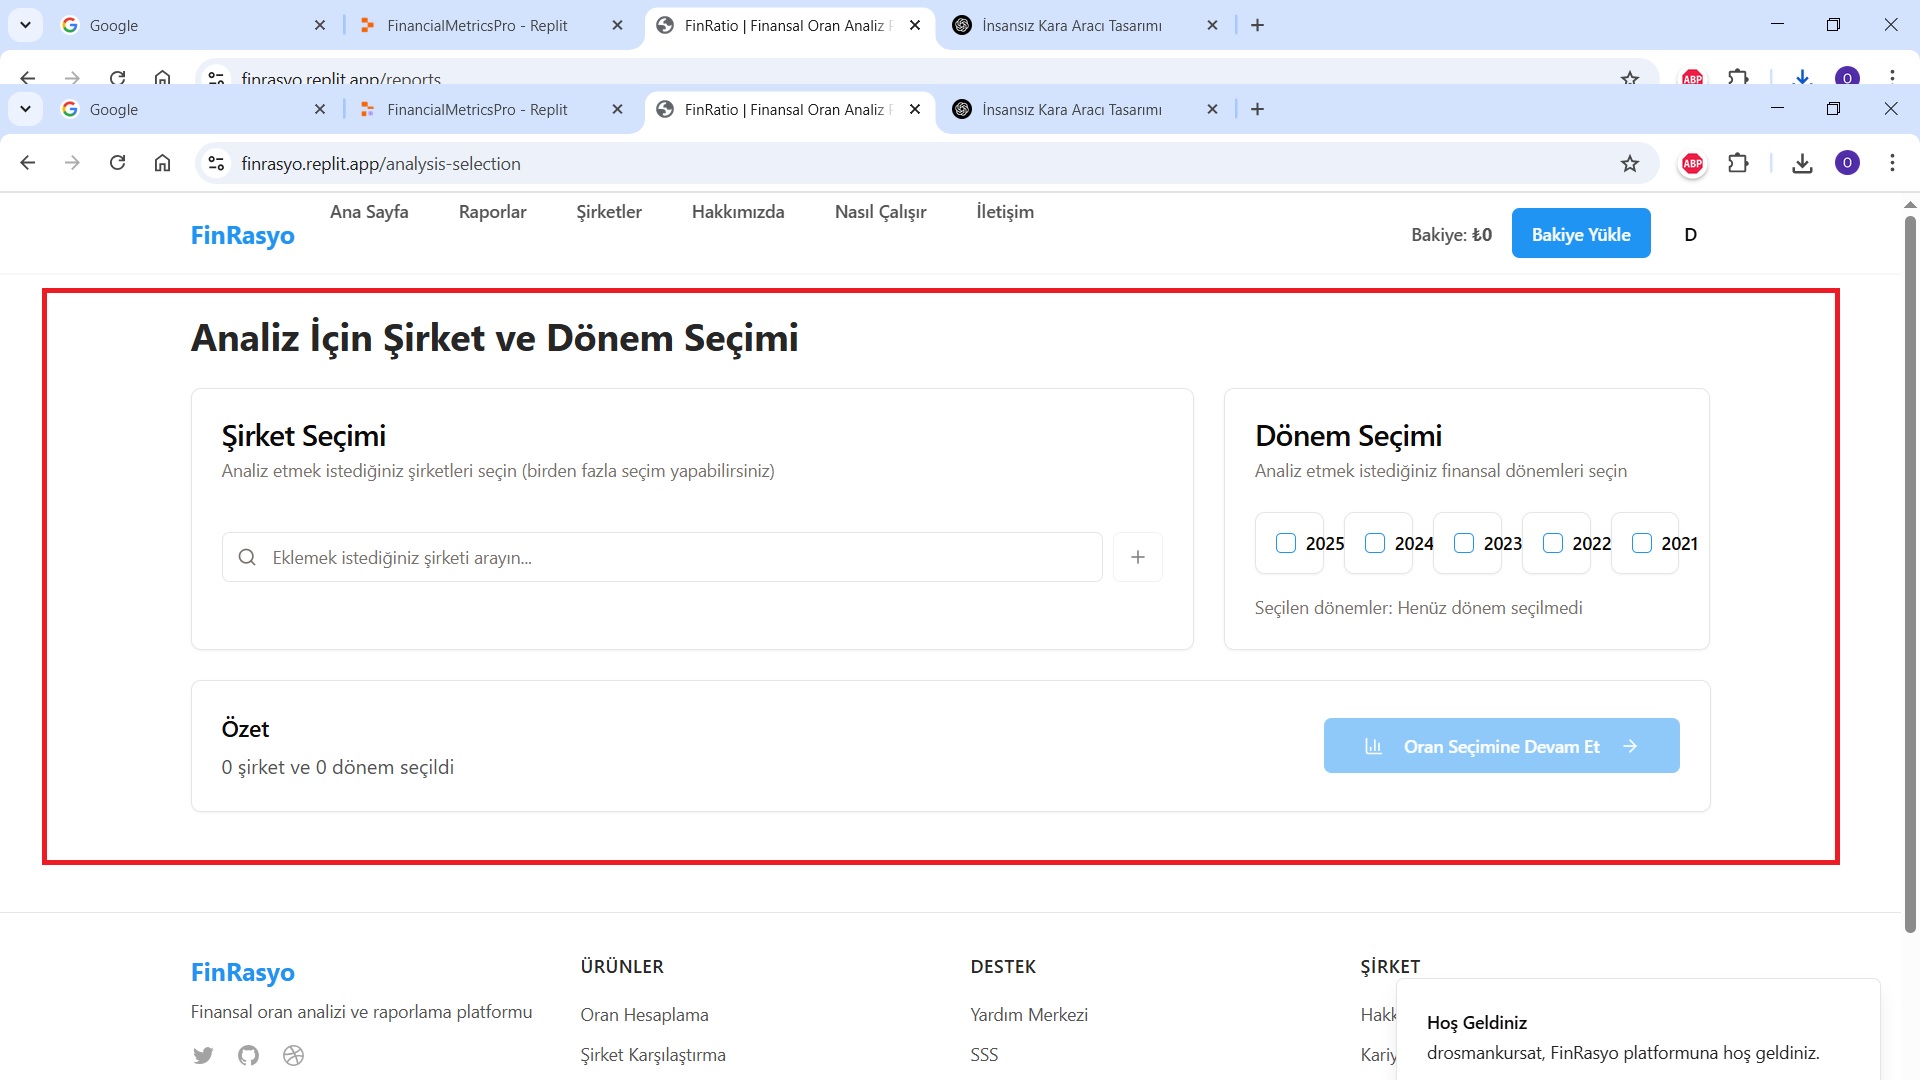 Google
FinancialMetricsPro - Replit
FinRatio | Finansal Oran Analiz
İnsansız Kara Aracı Tasarımı
finrasyo.replit.app/reports
ABP
O
Google
FinancialMetricsPro - Replit
FinRatio | Finansal Oran Analiz
İnsansız Kara Aracı Tasarımı
finrasyo.replit.app/analysis-selection
ABP
O
FinRasyo
Ana Sayfa
Raporlar
Şirketler
Hakkımızda
Nasıl Çalışır
İletişim
Bakiye: ₺0
Bakiye Yükle
D
Analiz İçin Şirket ve Dönem Seçimi
Şirket Seçimi
Analiz etmek istediğiniz şirketleri seçin (birden fazla seçim yapabilirsiniz)
Eklemek istediğiniz şirketi arayın...
Dönem Seçimi
Analiz etmek istediğiniz finansal dönemleri seçin
2025
2024
2023
2022
2021
Seçilen dönemler: Henüz dönem seçilmedi
Özet
0 şirket ve 0 dönem seçildi
Oran Seçimine Devam Et
FinRasyo
Finansal oran analizi ve raporlama platformu
ÜRÜNLER
Oran Hesaplama
Şirket Karşılaştırma
DESTEK
Yardım Merkezi
SSS
ŞİRKET
Hakk
Kariy
Hoş Geldiniz
drosmankursat, FinRasyo platformuna hoş geldiniz.